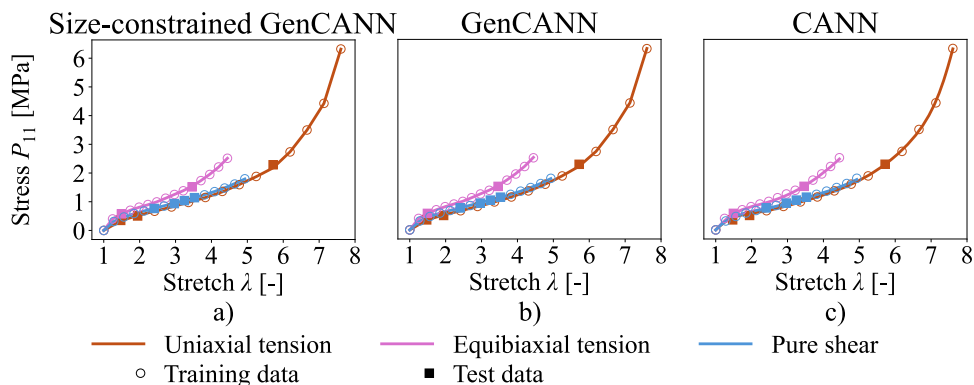 Size-constrained GenCANN GenCANN CANN
Stress P₁₁ [MPa]
6
5
4
3
2
1
0
1 2 3 4 5 6 7 8 1 2 3 4 5 6 7 8 1 2 3 4 5 6 7 8
Stretch λ [-] Stretch λ [-] Stretch λ [-]
a) b) c)
Uniaxial tension Equibiaxial tension Pure shear
Training data Test data